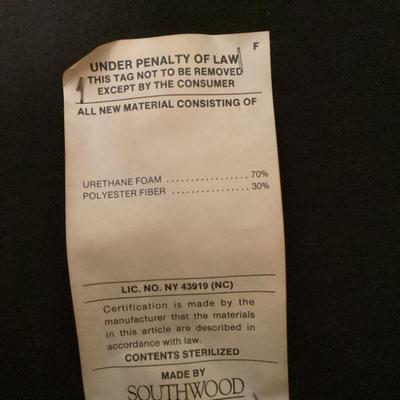 F
UNDER PENALTY OF LAW
THIS TAG NOT TO BE REMOVED
EXCEPT BY THE CONSUMER
ALL NEW MATERIAL CONSISTING OF
URETHANE FOAM .................. 70%
POLYESTER FIBER ................ 30%
LIC. NO. NY 43919 (NC)
Certification is made by the
manufacturer that the materials
in this article are described in
accordance with law.
CONTENTS STERILIZED
MADE BY
SOUTHWOOD